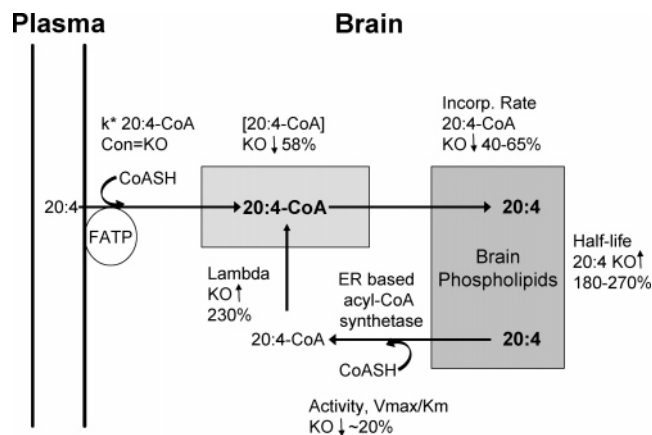 Plasma
Brain
k* 20:4-CoA
Con=KO
[20:4-CoA]
KO ↓ 58%
Incorp. Rate
20:4-CoA
KO ↓ 40-65%
CoASH
20:4
FATP
20:4-CoA
20:4
Lambda
KO ↑
230%
ER based
acyl-CoA
synthetase
Brain
Phospholipids
Half-life
20:4 KO ↑
180-270%
20:4-CoA
20:4
CoASH
Activity, Vmax/Km
KO ↓ ~20%